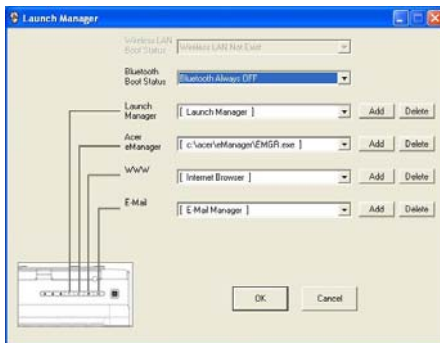 Launch Manager
Wireless LAN
Boot Status
Wireless LAN Not Exist
Bluetooth
Boot Status
Bluetooth Always OFF
Launch
Manager
[ Launch Manager ]
Add
Delete
Acer
eManager
[ c:\acer\eManager\EMGR.exe ]
Add
Delete
WWW
[ Internet Browser ]
Add
Delete
E-Mail
[ E-Mail Manager ]
Add
Delete
OK
Cancel